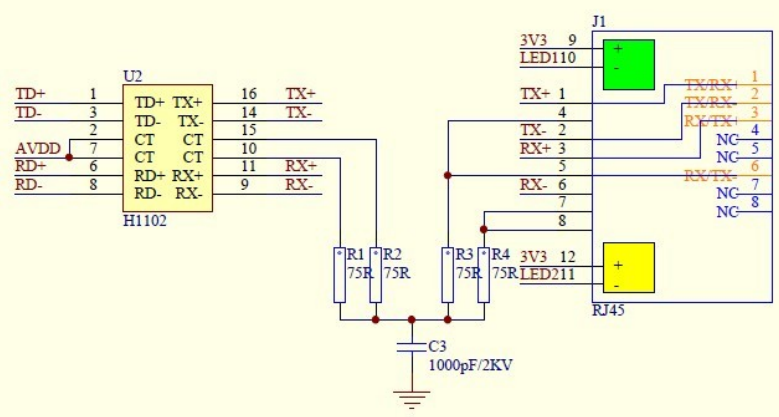 J1
3V3 9 +
LED1 10 -
U2
TD+ 1 TD+ TX+ 16 TX+
TD- 3 TD- TX- 14 TX-
2 CT CT 15
AVDD 7 CT CT 10
RD+ 6 RD+ RX+ 11 RX+
RD- 8 RD- RX- 9 RX-
H1102
TX+ 1 TX/RX+ 1
4 TX/RX- 2
TX- 2 RX/TX+ 3
RX+ 3 NC 4
NC 5
5 RX/TX- 6
RX- 6 NC 7
7 NC 8
8
R1 R2 R3 R4
75R 75R 75R 75R
3V3 12 +
LED2 11 -
RJ45
C3
1000pF/2KV